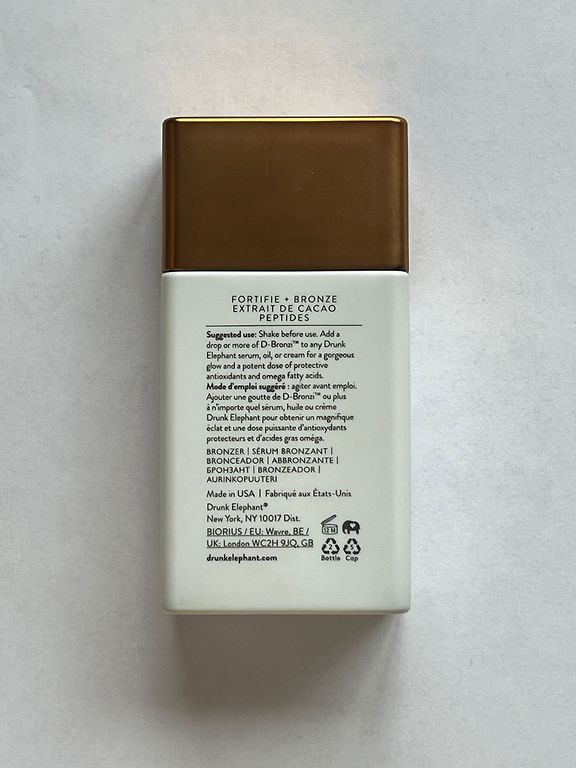 FORTIFIE + BRONZE
EXTRAIT DE CACAO
PEPTIDES
Suggested use: Shake before use. Add a
drop or more of D-Bronzi™ to any Drunk
Elephant serum, oil, or cream for a gorgeous
glow and a potent dose of protective
antioxidants and omega fatty acids.
Mode d'emploi suggéré : agiter avant emploi.
Ajouter une goutte de D-Bronzi™ ou plus
à n'importe quel sérum, huile ou crème
Drunk Elephant pour obtenir un magnifique
éclat et une dose puissante d'antioxydants
protecteurs et d'acides gras oméga.
BRONZER | SÉRUM BRONZANT |
BRONCEADOR | ABBRONZANTE |
БРОНЗАНТ | BRONZEADOR |
AURINKOPUUTERI
Made in USA | Fabriqué aux États-Unis
Drunk Elephant®
New York, NY 10017 Dist.
BIORIUS / EU: Wavre, BE /
UK: London WC2H 9JQ, GB
drunkelephant.com
12 M
2 5
Bottle Cap